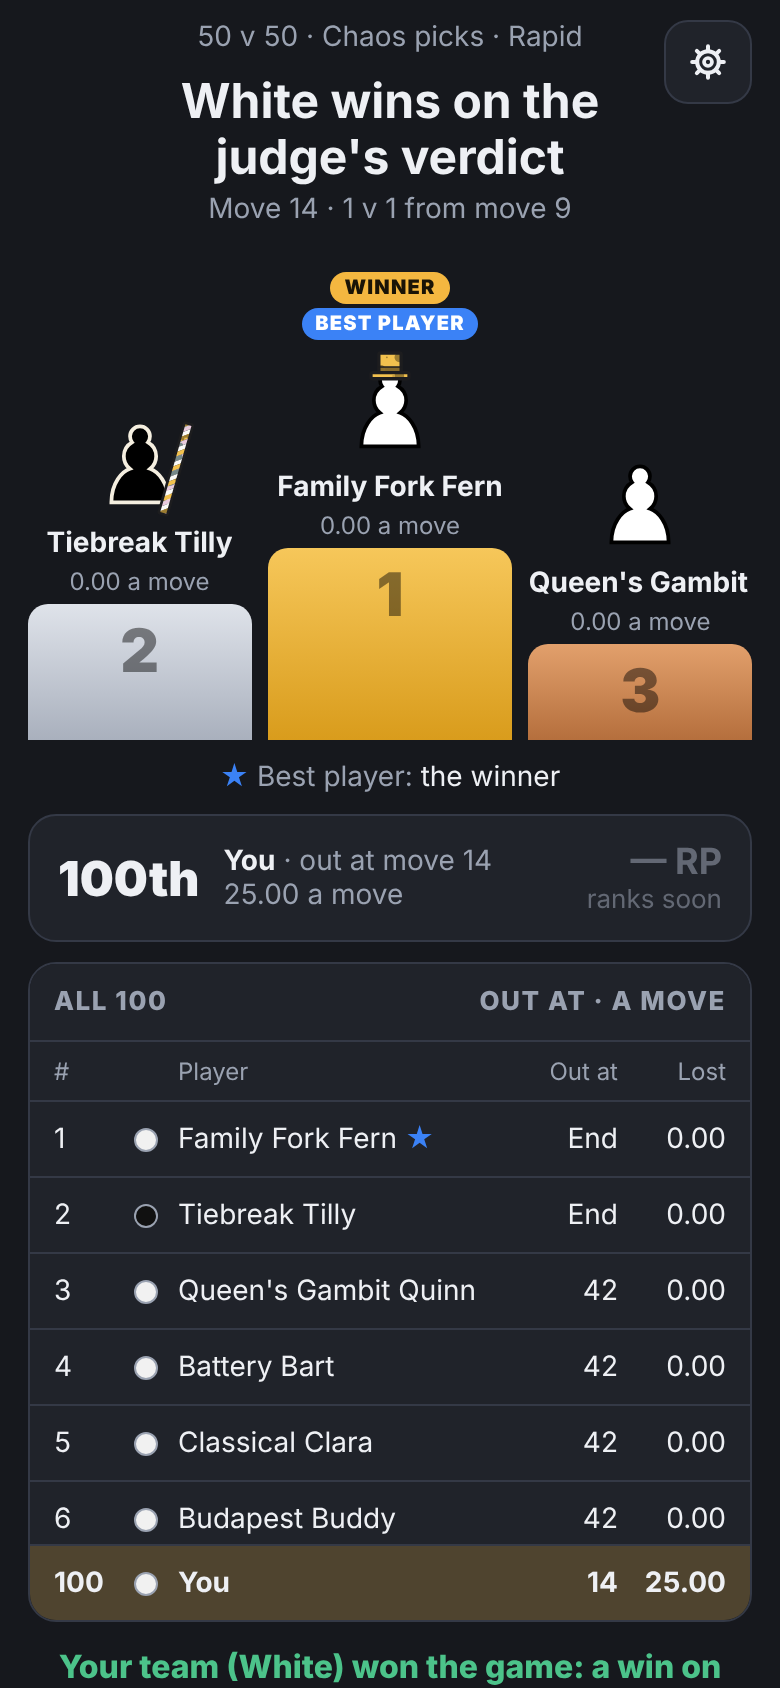 50 v 50 · Chaos picks · Rapid
White wins on the
judge's verdict
Move 14 · 1 v 1 from move 9
WINNER
BEST PLAYER
Family Fork Fern
0.00 a move
1
Tiebreak Tilly
0.00 a move
2
Queen's Gambit
0.00 a move
3
★ Best player: the winner
100th
You · out at move 14
25.00 a move
— RP
ranks soon
ALL 100 OUT AT · A MOVE
# Player Out at Lost
1 Family Fork Fern ★ End 0.00
2 Tiebreak Tilly End 0.00
3 Queen's Gambit Quinn 42 0.00
4 Battery Bart 42 0.00
5 Classical Clara 42 0.00
6 Budapest Buddy 42 0.00
100 You 14 25.00
Your team (White) won the game: a win on